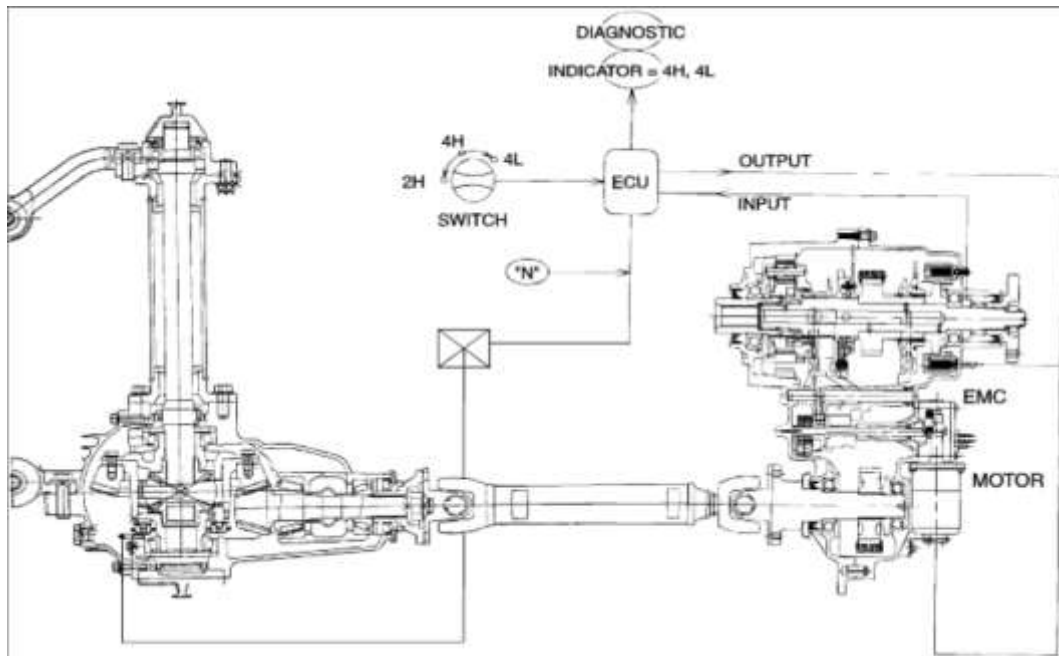 DIAGNOSTIC
INDICATOR = 4H, 4L
4H
4L
2H
SWITCH
ECU
OUTPUT
INPUT
"N"
EMC
MOTOR